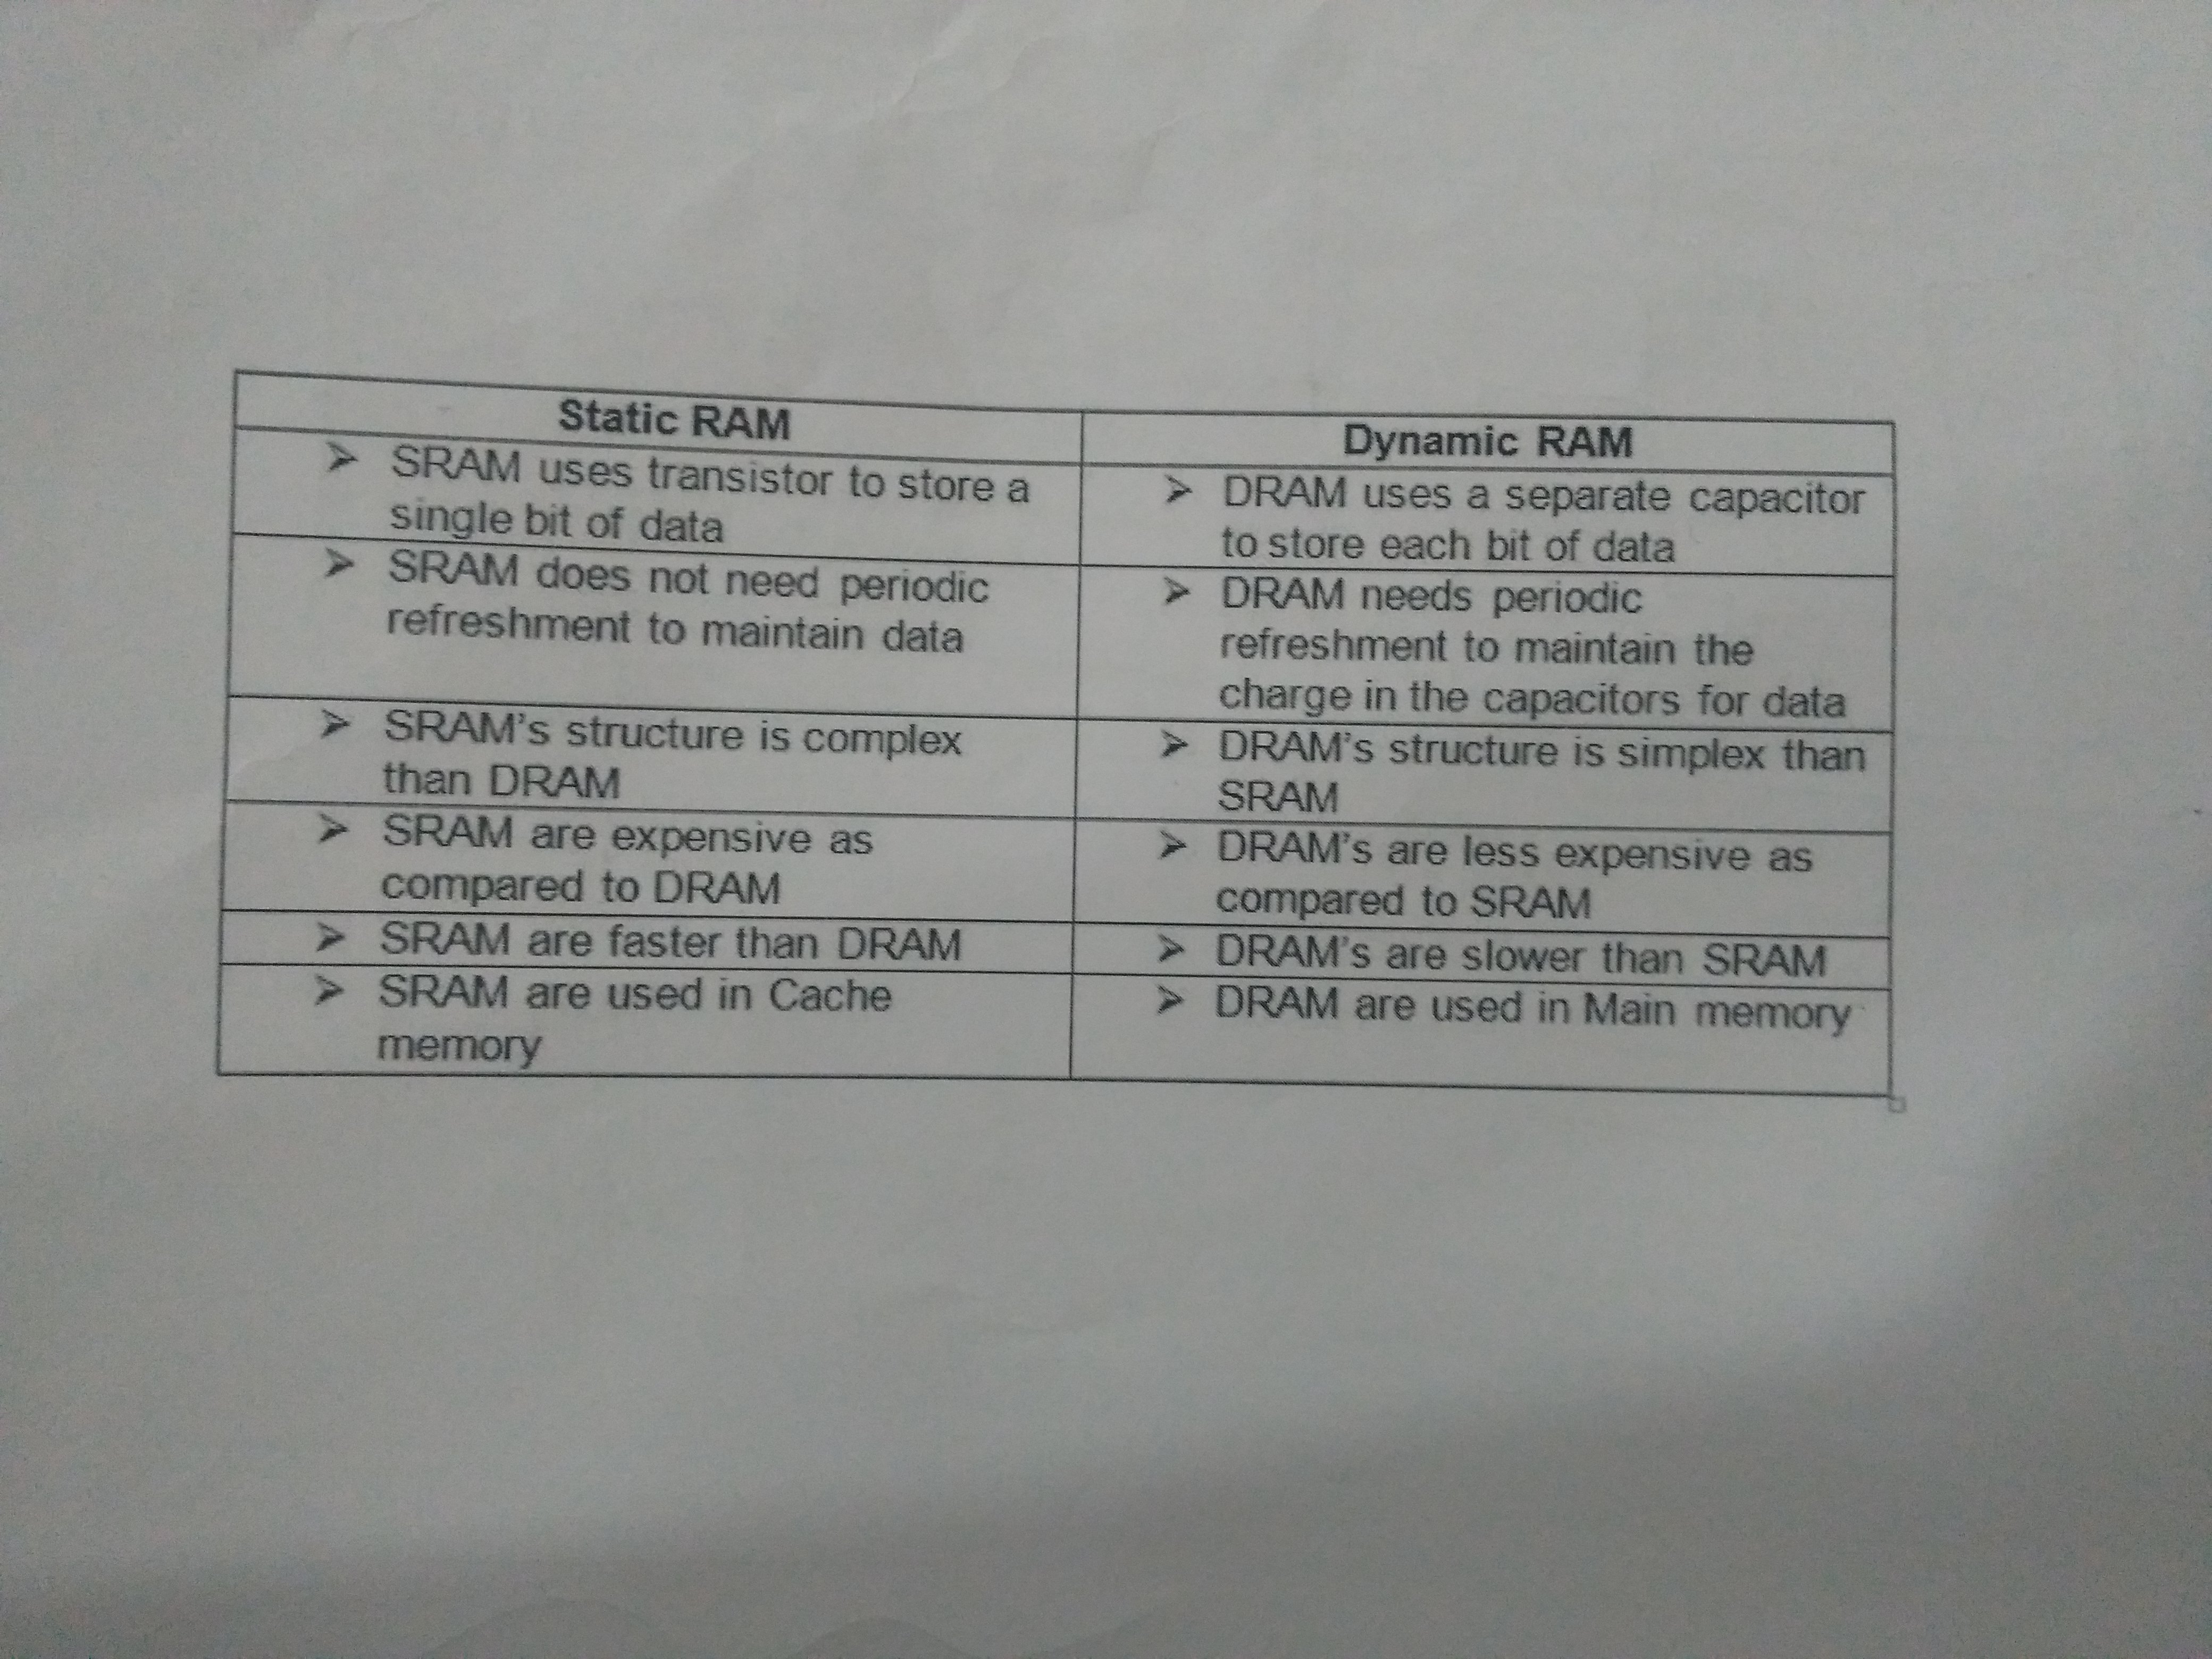 Static RAM
Dynamic RAM
➤ SRAM uses transistor to store a
single bit of data
➤ DRAM uses a separate capacitor
to store each bit of data
➤ SRAM does not need periodic
refreshment to maintain data
➤ DRAM needs periodic
refreshment to maintain the
charge in the capacitors for data
➤ SRAM's structure is complex
than DRAM
➤ DRAM's structure is simplex than
SRAM
➤ SRAM are expensive as
compared to DRAM
➤ DRAM's are less expensive as
compared to SRAM
➤ SRAM are faster than DRAM
➤ DRAM's are slower than SRAM
➤ SRAM are used in Cache
memory
➤ DRAM are used in Main memory